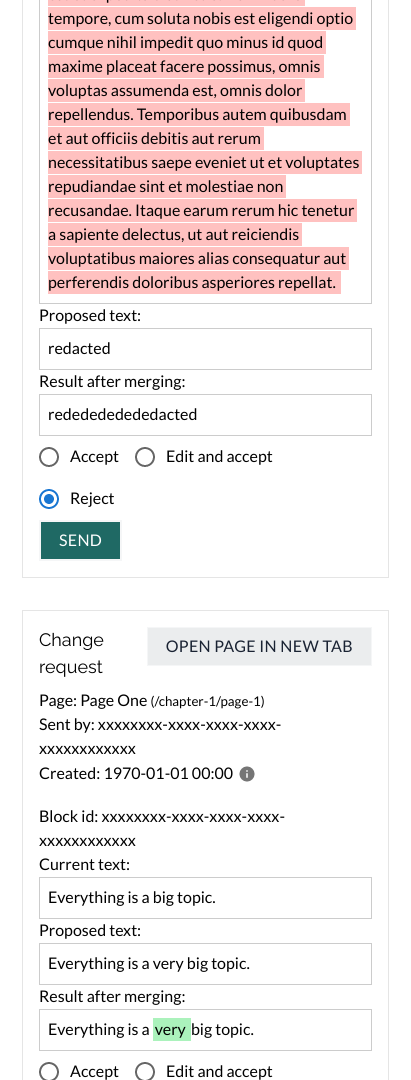 tempore, cum soluta nobis est eligendi optio
cumque nihil impedit quo minus id quod
maxime placeat facere possimus, omnis
voluptas assumenda est, omnis dolor
repellendus. Temporibus autem quibusdam
et aut officiis debitis aut rerum
necessitatibus saepe eveniet ut et voluptates
repudiandae sint et molestiae non
recusandae. Itaque earum rerum hic tenetur
a sapiente delectus, ut aut reiciendis
voluptatibus maiores alias consequatur aut
perferendis doloribus asperiores repellat.
Proposed text:
redacted
Result after merging:
rededededededacted
Accept Edit and accept
Reject
SEND
Change
request
OPEN PAGE IN NEW TAB
Page: Page One (/chapter-1/page-1)
Sent by: xxxxxxxx-xxxx-xxxx-xxxx-
xxxxxxxxxxxx
Created: 1970-01-01 00:00
Block id: xxxxxxxx-xxxx-xxxx-xxxx-
xxxxxxxxxxxx
Current text:
Everything is a big topic.
Proposed text:
Everything is a very big topic.
Result after merging:
Everything is a very big topic.
Accept Edit and accept